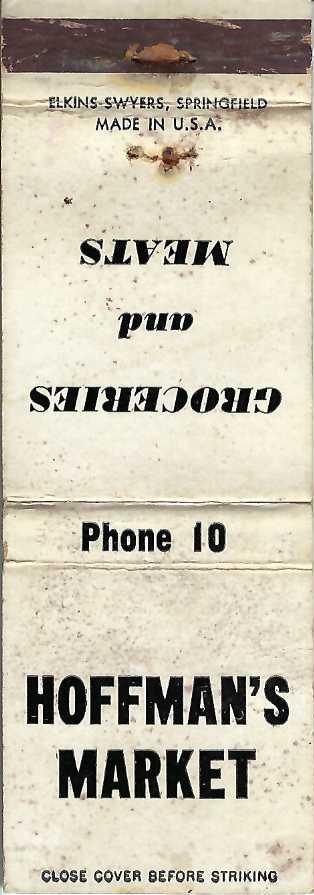 ELKINS-SWYERS, SPRINGFIELD
MADE IN U.S.A.
GROCERIES
and
MEATS
Phone 10
HOFFMAN'S
MARKET
CLOSE COVER BEFORE STRIKING